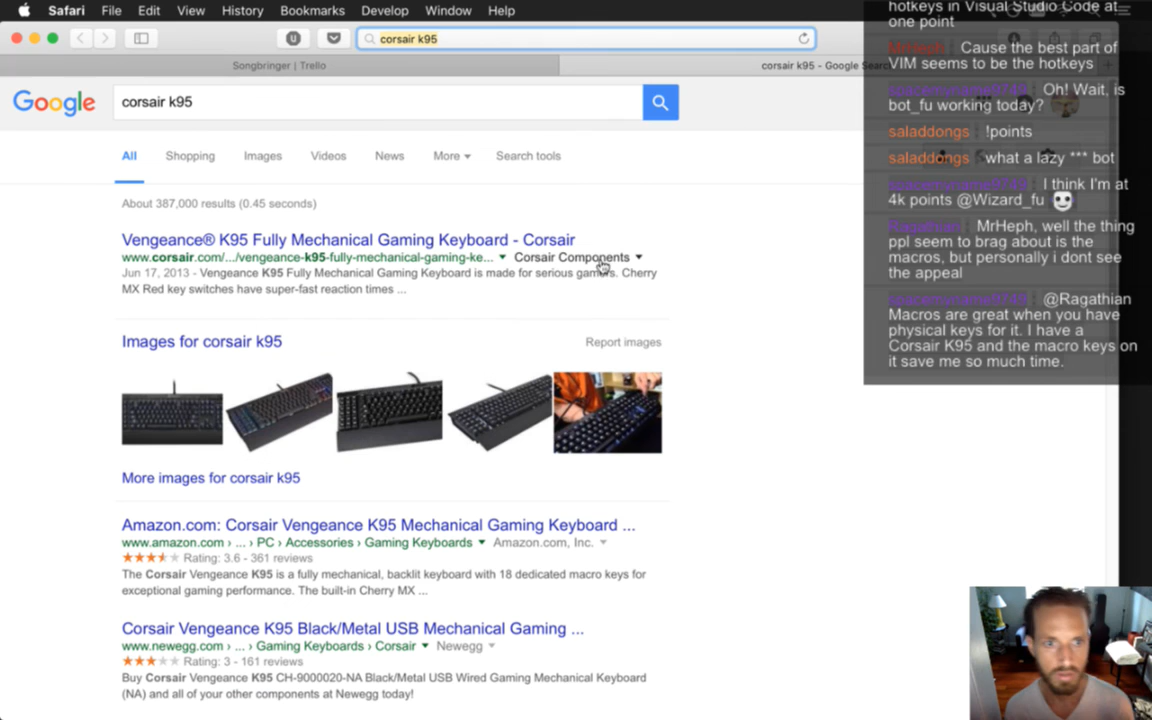 Safari File Edit View History Bookmarks Develop Window Help
corsair k95
Songbringer | Trello
corsair k95 - Google Sear
Google
corsair k95
All Shopping Images Videos News More Search tools
About 387,000 results (0.45 seconds)
Vengeance® K95 Fully Mechanical Gaming Keyboard - Corsair
www.corsair.com/.../vengeance-k95-fully-mechanical-gaming-ke... Corsair Components
Jun 17, 2013 - Vengeance K95 Fully Mechanical Gaming Keyboard is made for serious gamers. Cherry
MX Red key switches have super-fast reaction times ...
Images for corsair k95
Report images
More images for corsair k95
Amazon.com: Corsair Vengeance K95 Mechanical Gaming Keyboard ...
www.amazon.com › ... › PC › Accessories › Gaming Keyboards Amazon.com, Inc.
Rating: 3.6 - 361 reviews
The Corsair Vengeance K95 is a fully mechanical, backlit keyboard with 18 dedicated macro keys for
exceptional gaming performance. The built-in Cherry MX ...
Corsair Vengeance K95 Black/Metal USB Mechanical Gaming ...
www.newegg.com › ... › Gaming Keyboards › Corsair Newegg
Rating: 3 - 161 reviews
Buy Corsair Vengeance K95 CH-9000020-NA Black/Metal USB Wired Gaming Mechanical Keyboard
(NA) and all of your other components at Newegg today!
hotkeys in Visual Studio Code at
one point
MrHeph Cause the best part of
VIM seems to be the hotkeys
spacemyname9749 Oh! Wait, is
bot_fu working today?
saladdongs !points
saladdongs what a lazy *** bot
spacemyname9749 I think I'm at
4k points @Wizard_fu
Ragathian MrHeph, well the thing
ppl seem to brag about is the
macros, but personally i dont see
the appeal
spacemyname9749 @Ragathian
Macros are great when you have
physical keys for it. I have a
Corsair K95 and the macro keys on
it save me so much time.